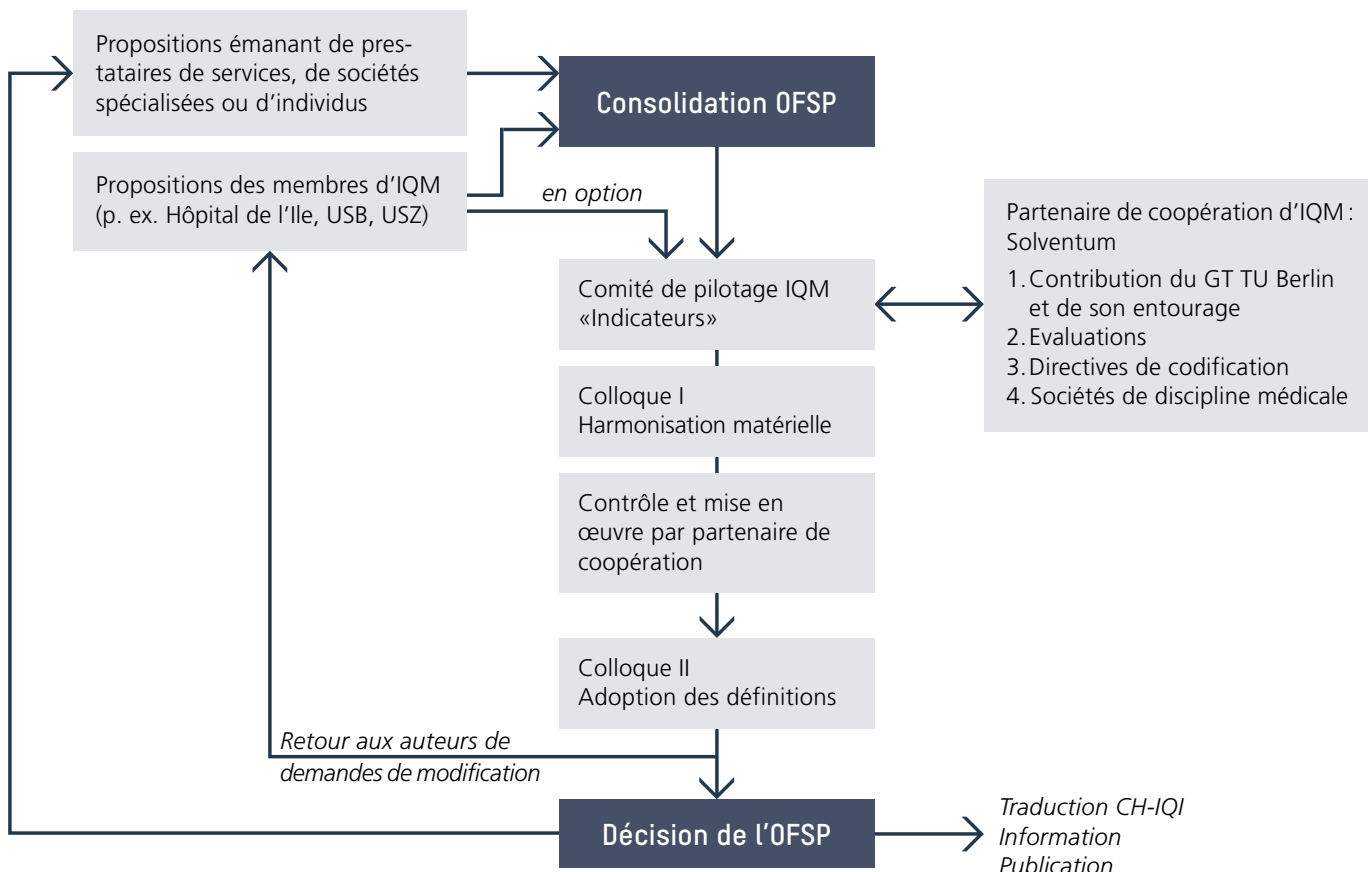 Propositions émanant de pres-
tataires de services, de sociétés
spécialisées ou d'individus
Consolidation OFSP
Propositions des membres d'IQM
(p. ex. Hôpital de l'Ile, USB, USZ)
en option
Comité de pilotage IQM
«Indicateurs»
Partenaire de coopération d'IQM :
Solventum
1. Contribution du GT TU Berlin
et de son entourage
2. Evaluations
3. Directives de codification
4. Sociétés de discipline médicale
Colloque I
Harmonisation matérielle
Contrôle et mise en
œuvre par partenaire de
coopération
Colloque II
Adoption des définitions
Retour aux auteurs de
demandes de modification
Décision de l'OFSP
Traduction CH-IQI
Information
Publication